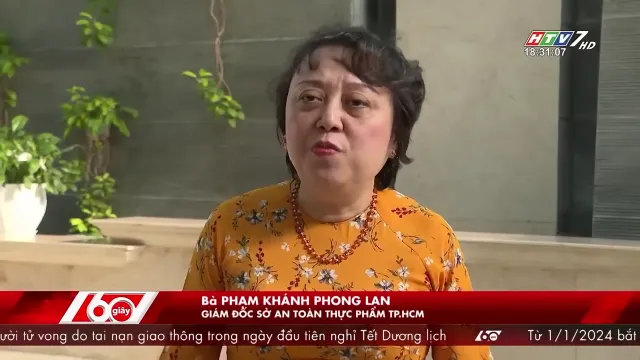 HTV7 HD
18:31:07
Bà PHẠM KHÁNH PHONG LAN
GIÁM ĐỐC SỞ AN TOÀN THỰC PHẨM TP.HCM
60 giây
ười tử vong do tai nạn giao thông trong ngày đầu tiên nghỉ Tết Dương lịch 60 Từ 1/1/2024 bắt